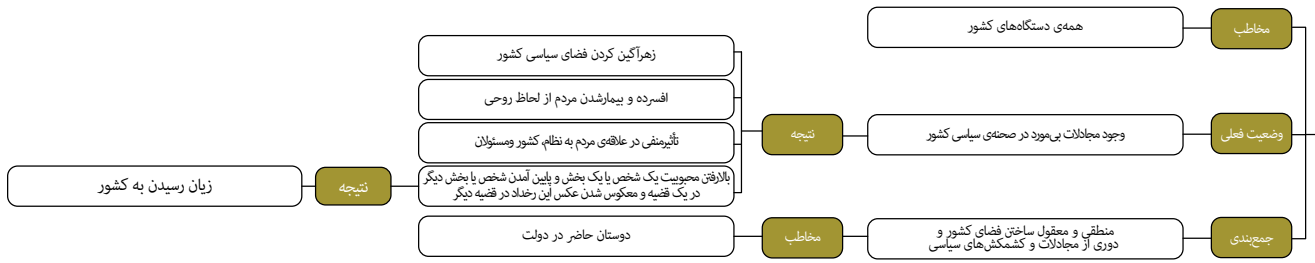 مخاطب
همه‌ی دستگاه‌های کشور
وضعیت فعلی
وجود مجادلات بی‌مورد در صحنه‌ی سیاسی کشور
نتیجه
زهرآگین کردن فضای سیاسی کشور
افسرده و بیمارشدن مردم از لحاظ روحی
تأثیرمنفی در علاقه‌ی مردم به نظام، کشور ومسئولان
بالارفتن محبوبیت یک شخص یا یک بخش و پایین آمدن شخص یا بخش دیگر
در یک قضیه و معکوس شدن عکس این رخداد در قضیه دیگر
نتیجه
زیان رسیدن به کشور
جمع‌بندی
منطقی و معقول ساختن فضای کشور و
دوری از مجادلات و کشمکش‌های سیاسی
مخاطب
دوستان حاضر در دولت